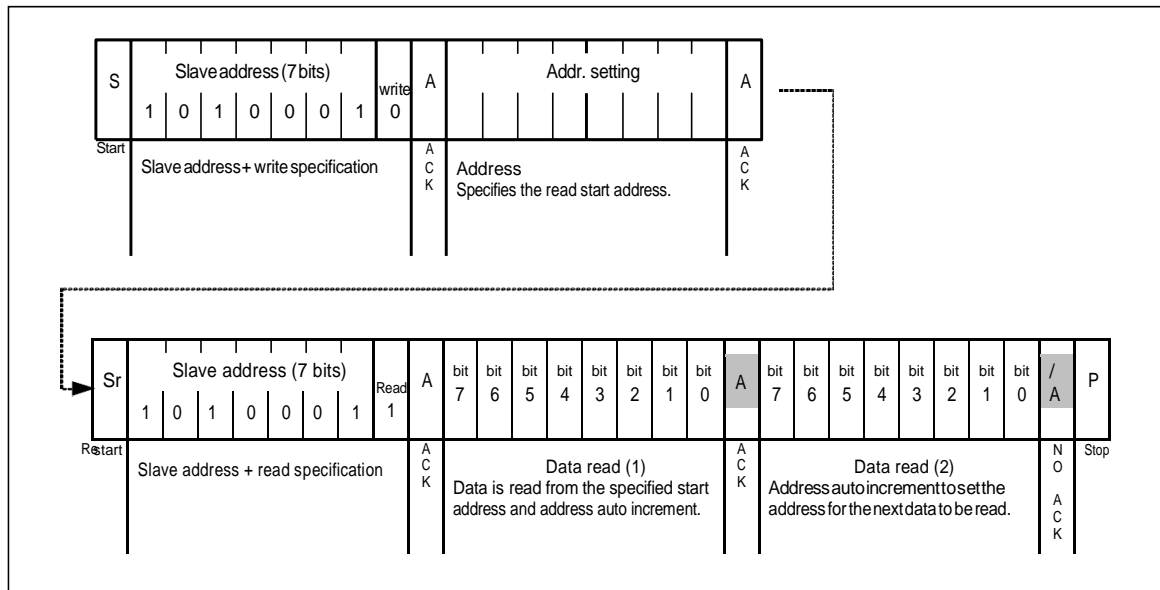 S Slave address (7 bits) write A Addr. setting A
1 0 1 0 0 0 1 0
Start
Slave address + write specification
A
C
K
Address
Specifies the read start address.
A
C
K
Sr Slave address (7 bits) Read A bit bit bit bit bit bit bit bit A bit bit bit bit bit bit bit bit / P
1 0 1 0 0 0 1 1 7 6 5 4 3 2 1 0 7 6 5 4 3 2 1 0 A
Restart
Slave address + read specification
A
C
K
Data read (1)
Data is read from the specified start
address and address auto increment.
A
C
K
Data read (2)
Address auto increment to set the
address for the next data to be read.
N
O
A
C
K
Stop